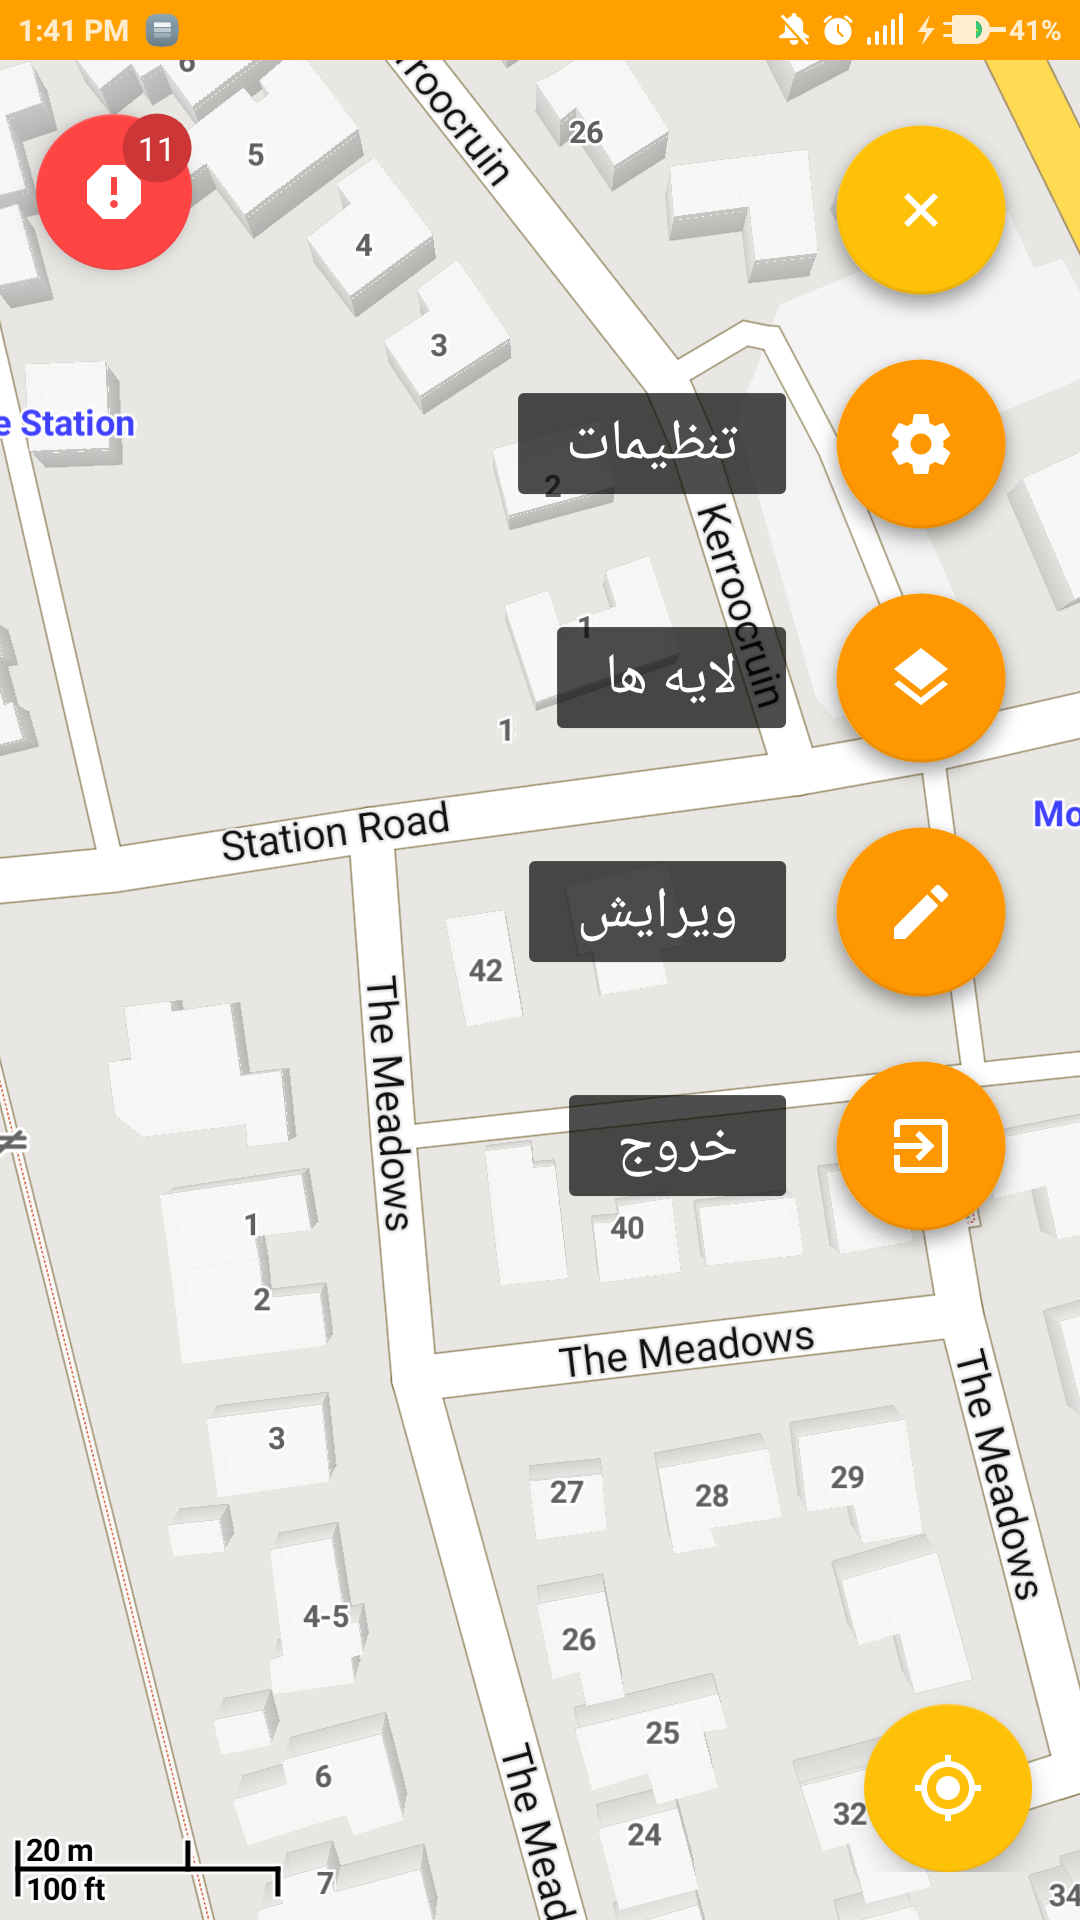 1:41 PM
41%
6
11
5
26
4
3
e Station
تنظیمات
2
Kerroocruin
1
لایه ها
1
Station Road
Mo
ویرایش
42
The Meadows
خروج
1
40
2
The Meadows
The Meadows
3
27
28
29
4-5
26
25
6
32
The Mead
24
20 m
100 ft
7
34
rroocruin